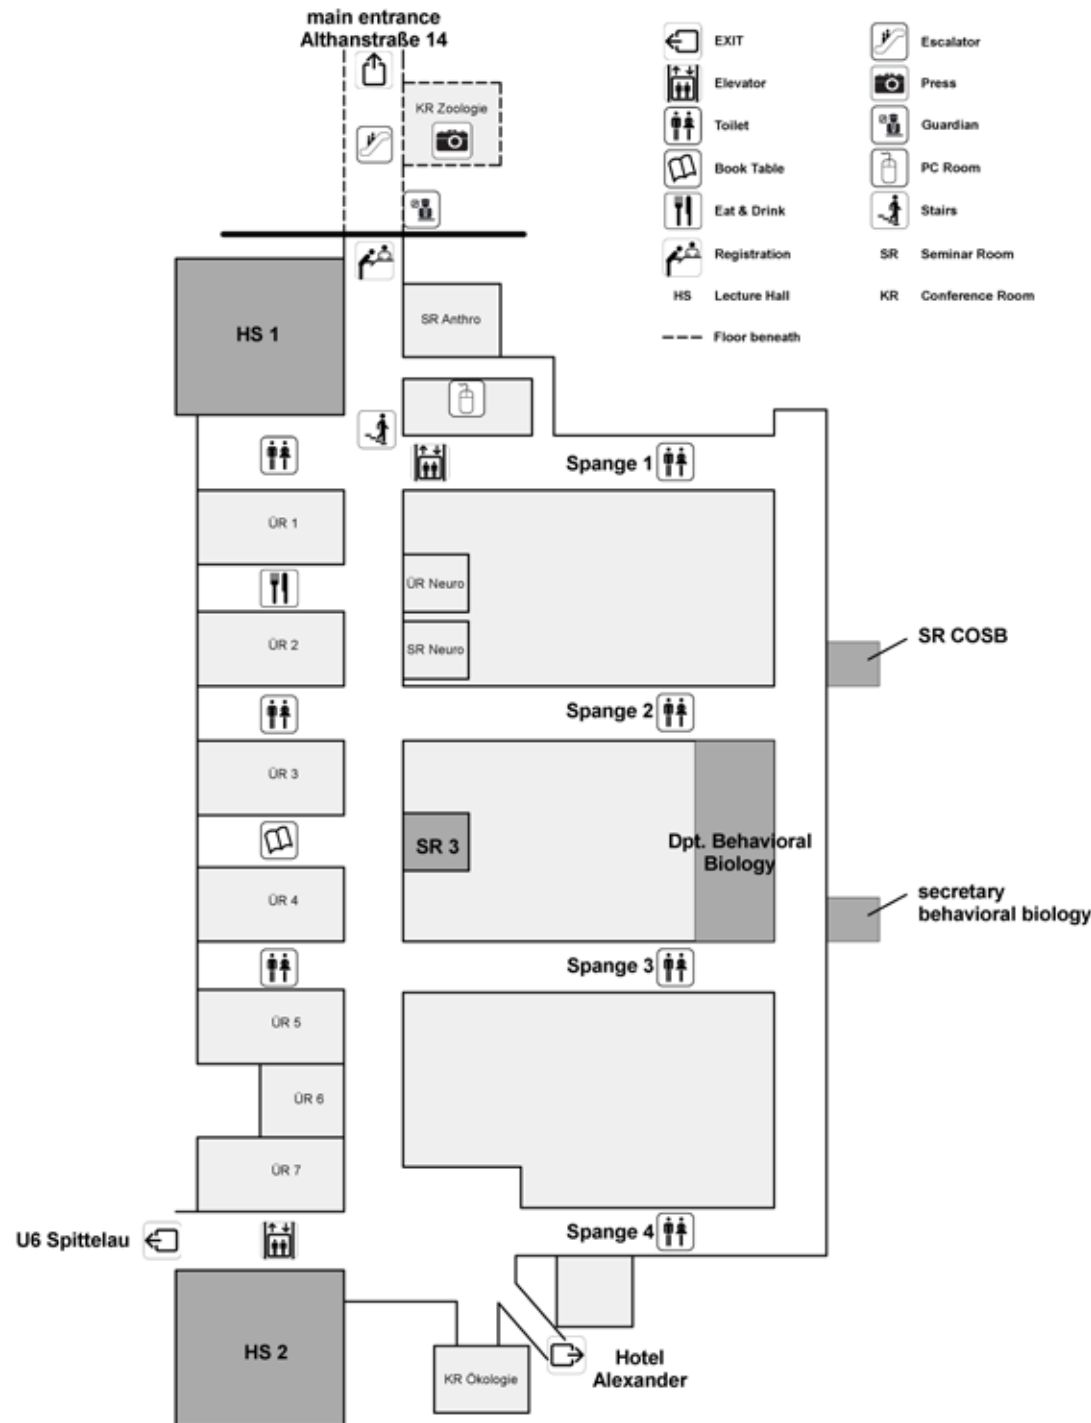 main entrance
Althanstraße 14
KR Zoologie
EXIT
Elevator
Toilet
Book Table
Eat & Drink
Registration
HS Lecture Hall
Floor beneath
Escalator
Press
Guardian
PC Room
Stairs
SR Seminar Room
KR Conference Room
HS 1
SR Anthro
Spange 1
ÜR 1
ÜR Neuro
ÜR 2
SR Neuro
SR COSB
Spange 2
ÜR 3
SR 3
Dpt. Behavioral
Biology
ÜR 4
secretary
behavioral biology
Spange 3
ÜR 5
ÜR 6
ÜR 7
U6 Spittelau
Spange 4
HS 2
KR Ökologie
Hotel
Alexander